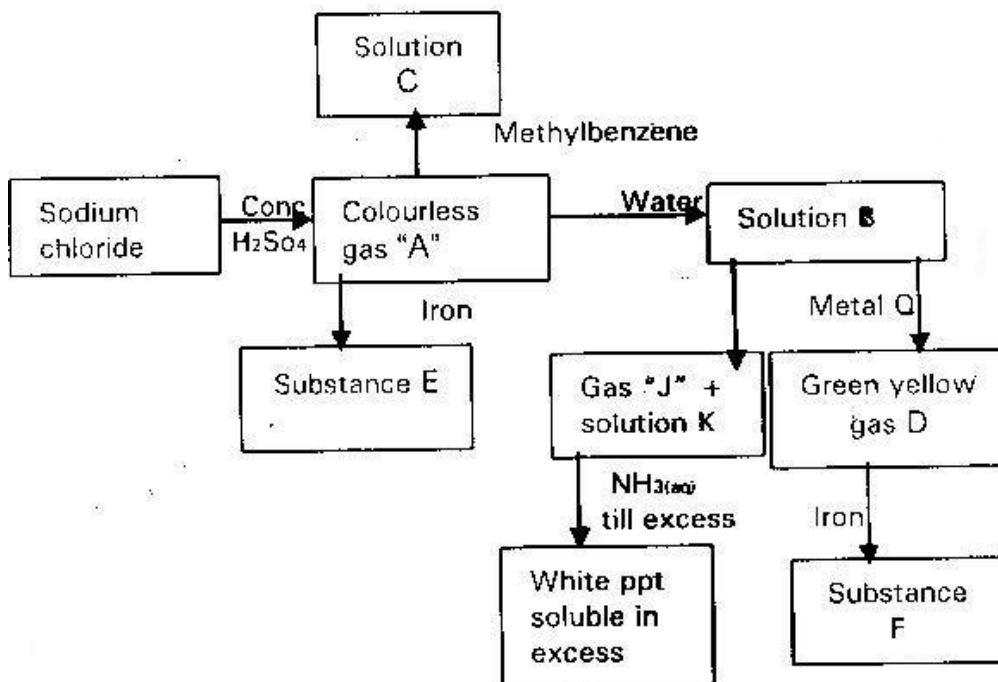 Solution
C
Methylbenzene
Sodium
chloride
Conc
H₂So₄
Colourless
gas "A"
Water
Solution B
Iron
Metal Q
Substance E
Gas "J" +
solution K
Green yellow
gas D
NH₃(aq)
till excess
Iron
White ppt
soluble in
excess
Substance
F